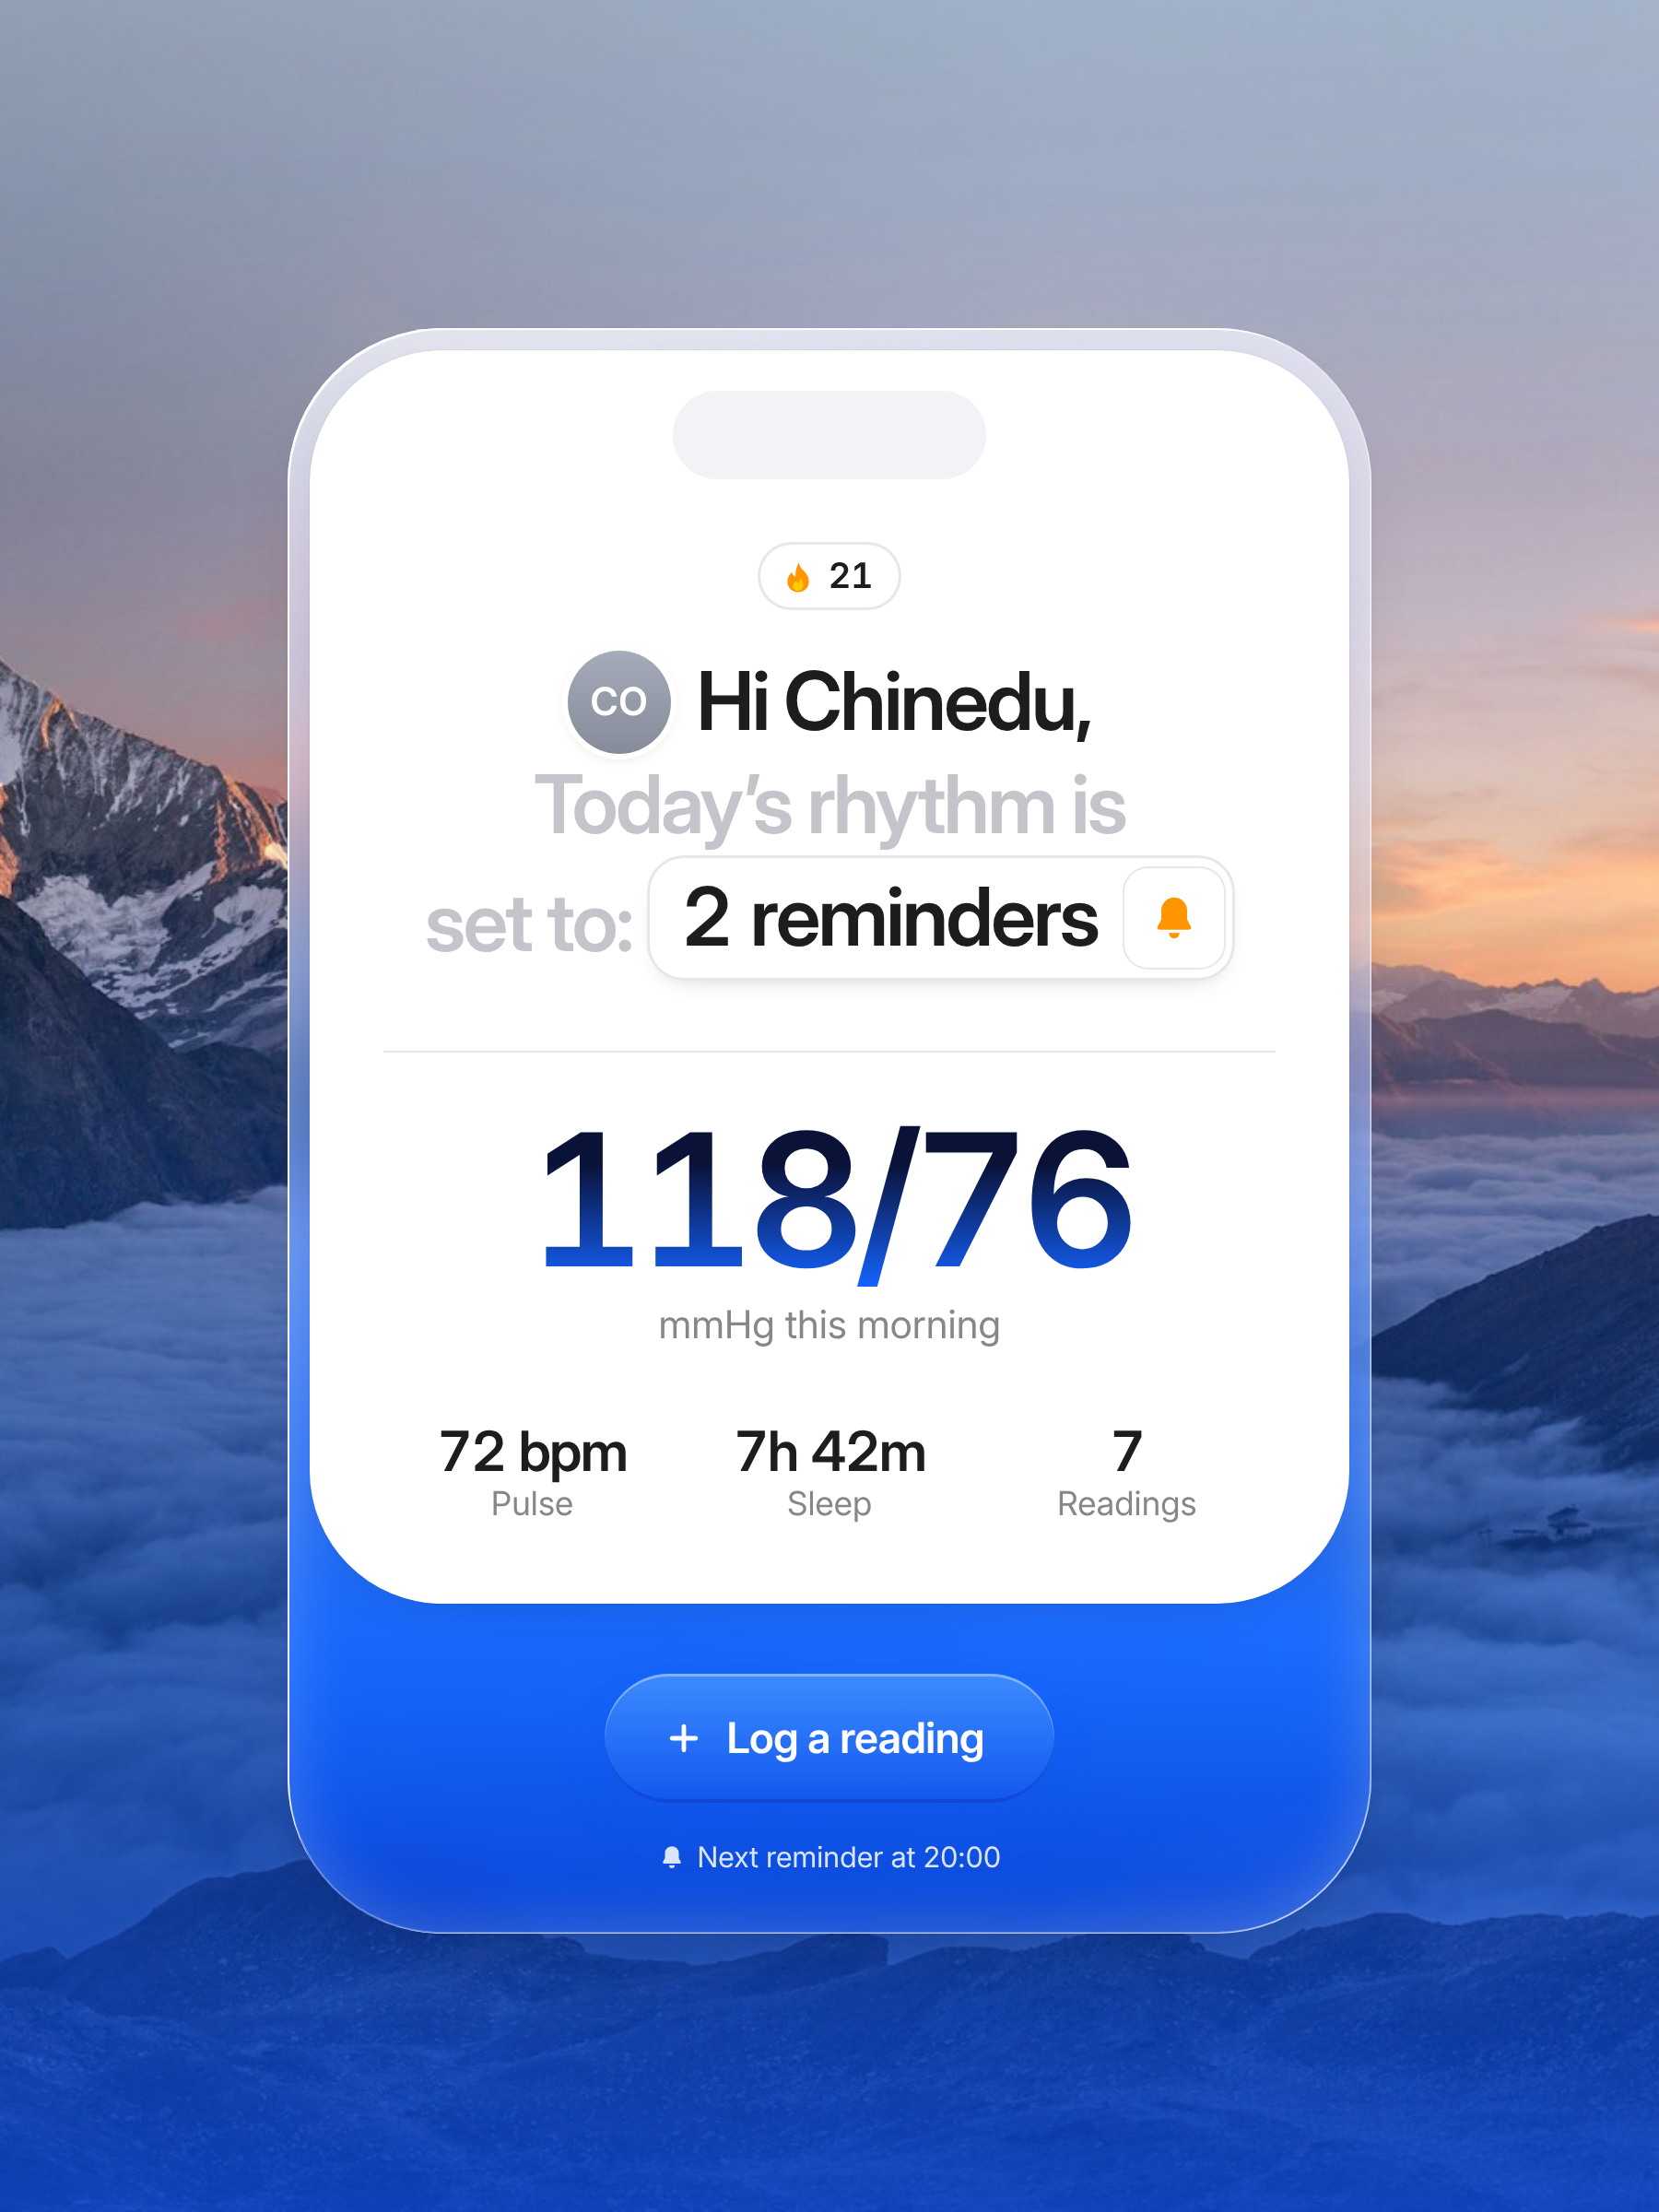 21
CO
Hi Chinedu,
Today’s rhythm is
set to: 2 reminders
118/76
mmHg this morning
72 bpm 7h 42m 7
Pulse Sleep Readings
+ Log a reading
Next reminder at 20:00